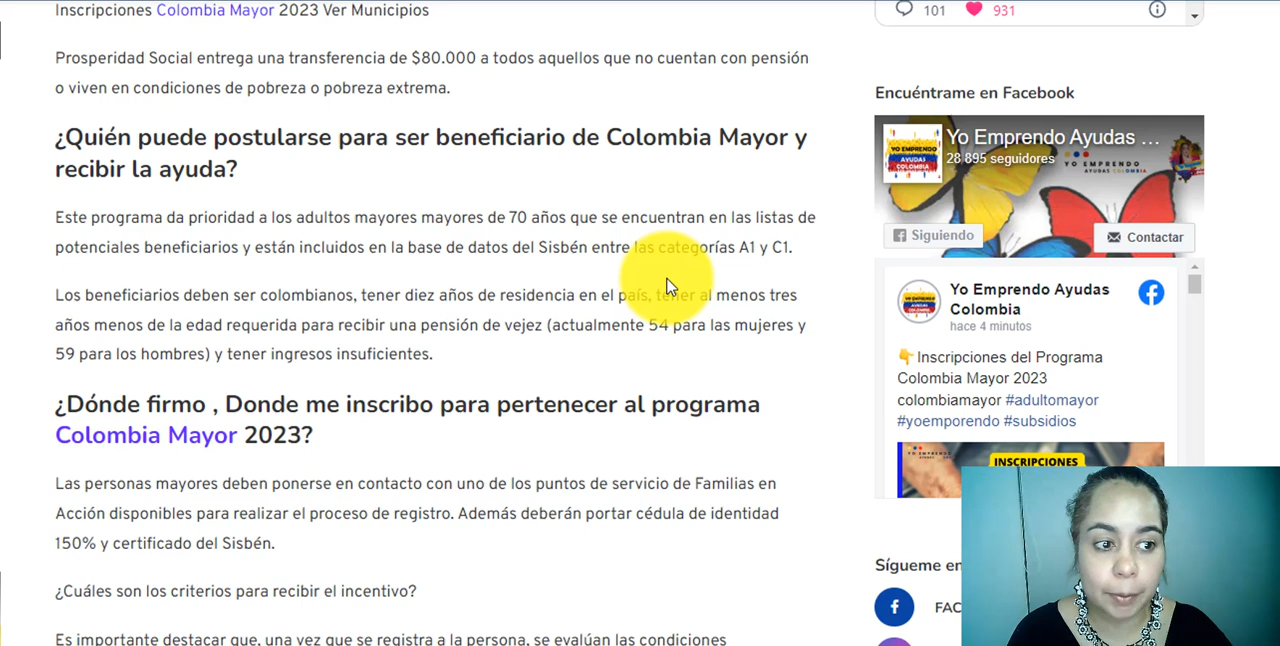 Inscripciones Colombia Mayor 2023 Ver Municipios
Prosperidad Social entrega una transferencia de $80.000 a todos aquellos que no cuentan con pensión
o viven en condiciones de pobreza o pobreza extrema.
¿Quién puede postularse para ser beneficiario de Colombia Mayor y
recibir la ayuda?
Este programa da prioridad a los adultos mayores mayores de 70 años que se encuentran en las listas de
potenciales beneficiarios y están incluidos en la base de datos del Sisbén entre las categorías A1 y C1.
Los beneficiarios deben ser colombianos, tener diez años de residencia en el país, tener al menos tres
años menos de la edad requerida para recibir una pensión de vejez (actualmente 54 para las mujeres y
59 para los hombres) y tener ingresos insuficientes.
¿Dónde firmo , Donde me inscribo para pertenecer al programa
Colombia Mayor 2023?
Las personas mayores deben ponerse en contacto con uno de los puntos de servicio de Familias en
Acción disponibles para realizar el proceso de registro. Además deberán portar cédula de identidad
150% y certificado del Sisbén.
¿Cuáles son los criterios para recibir el incentivo?
Es importante destacar que, una vez que se registra a la persona, se evalúan las condiciones
101 931
Encuéntrame en Facebook
YO EMPRENDO
AYUDAS
COLOMBIA
Yo Emprendo Ayudas ...
28 895 seguidores
YO EMPRENDO
AYUDAS COLOMBIA
Siguiendo
Contactar
Yo Emprendo Ayudas
Colombia
hace 4 minutos
Inscripciones del Programa
Colombia Mayor 2023
colombiamayor #adultomayor
#yoemporendo #subsidios
INSCRIPCIONES
Sígueme en
FAC